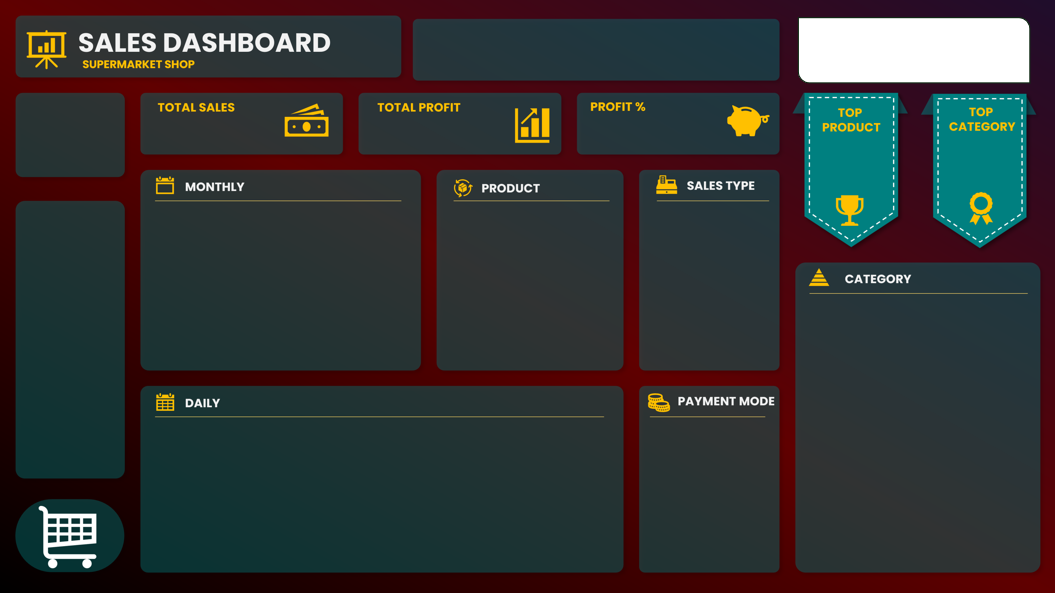 SALES DASHBOARD
SUPERMARKET SHOP
TOTAL SALES
TOTAL PROFIT
PROFIT %
TOP
PRODUCT
TOP
CATEGORY
MONTHLY
PRODUCT
SALES TYPE
CATEGORY
DAILY
PAYMENT MODE